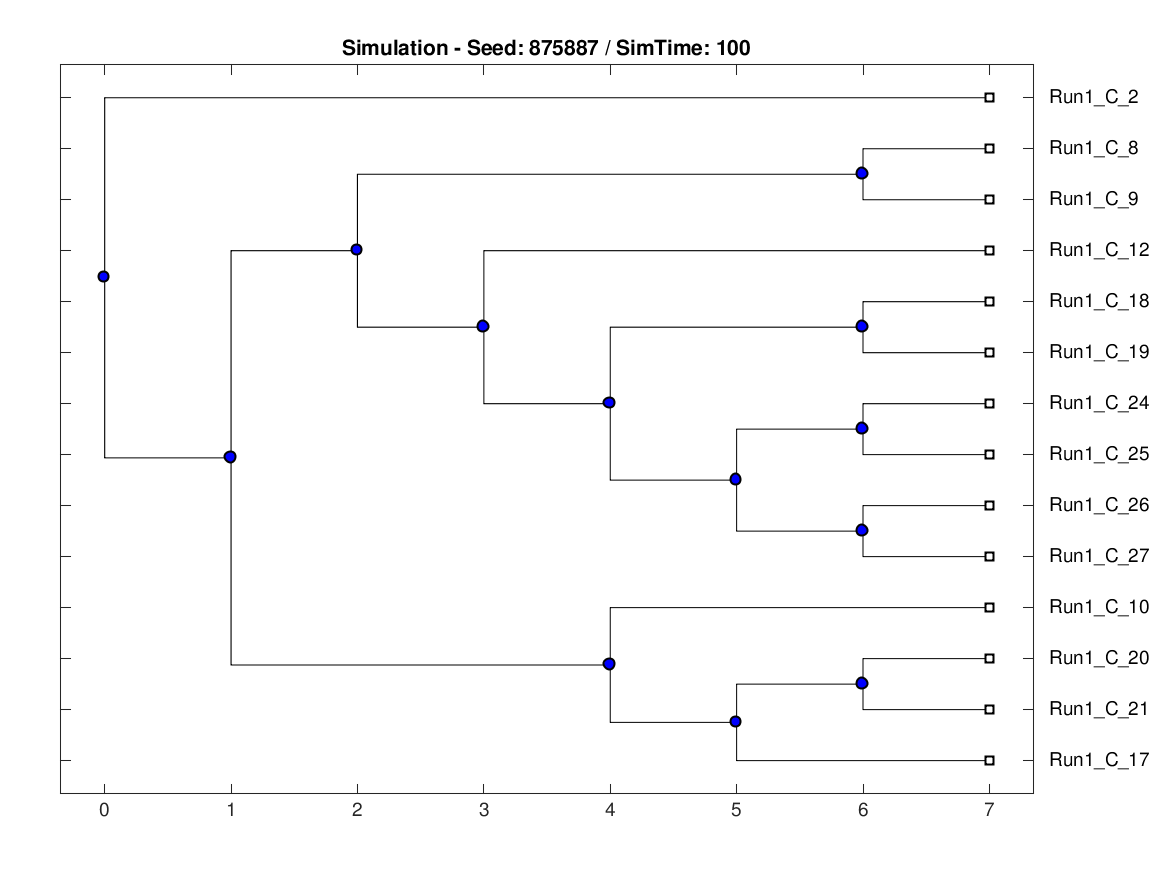 Simulation - Seed: 875887 / SimTime: 100
Run1_C_2
Run1_C_8
Run1_C_9
Run1_C_12
Run1_C_18
Run1_C_19
Run1_C_24
Run1_C_25
Run1_C_26
Run1_C_27
Run1_C_10
Run1_C_20
Run1_C_21
Run1_C_17
0 1 2 3 4 5 6 7